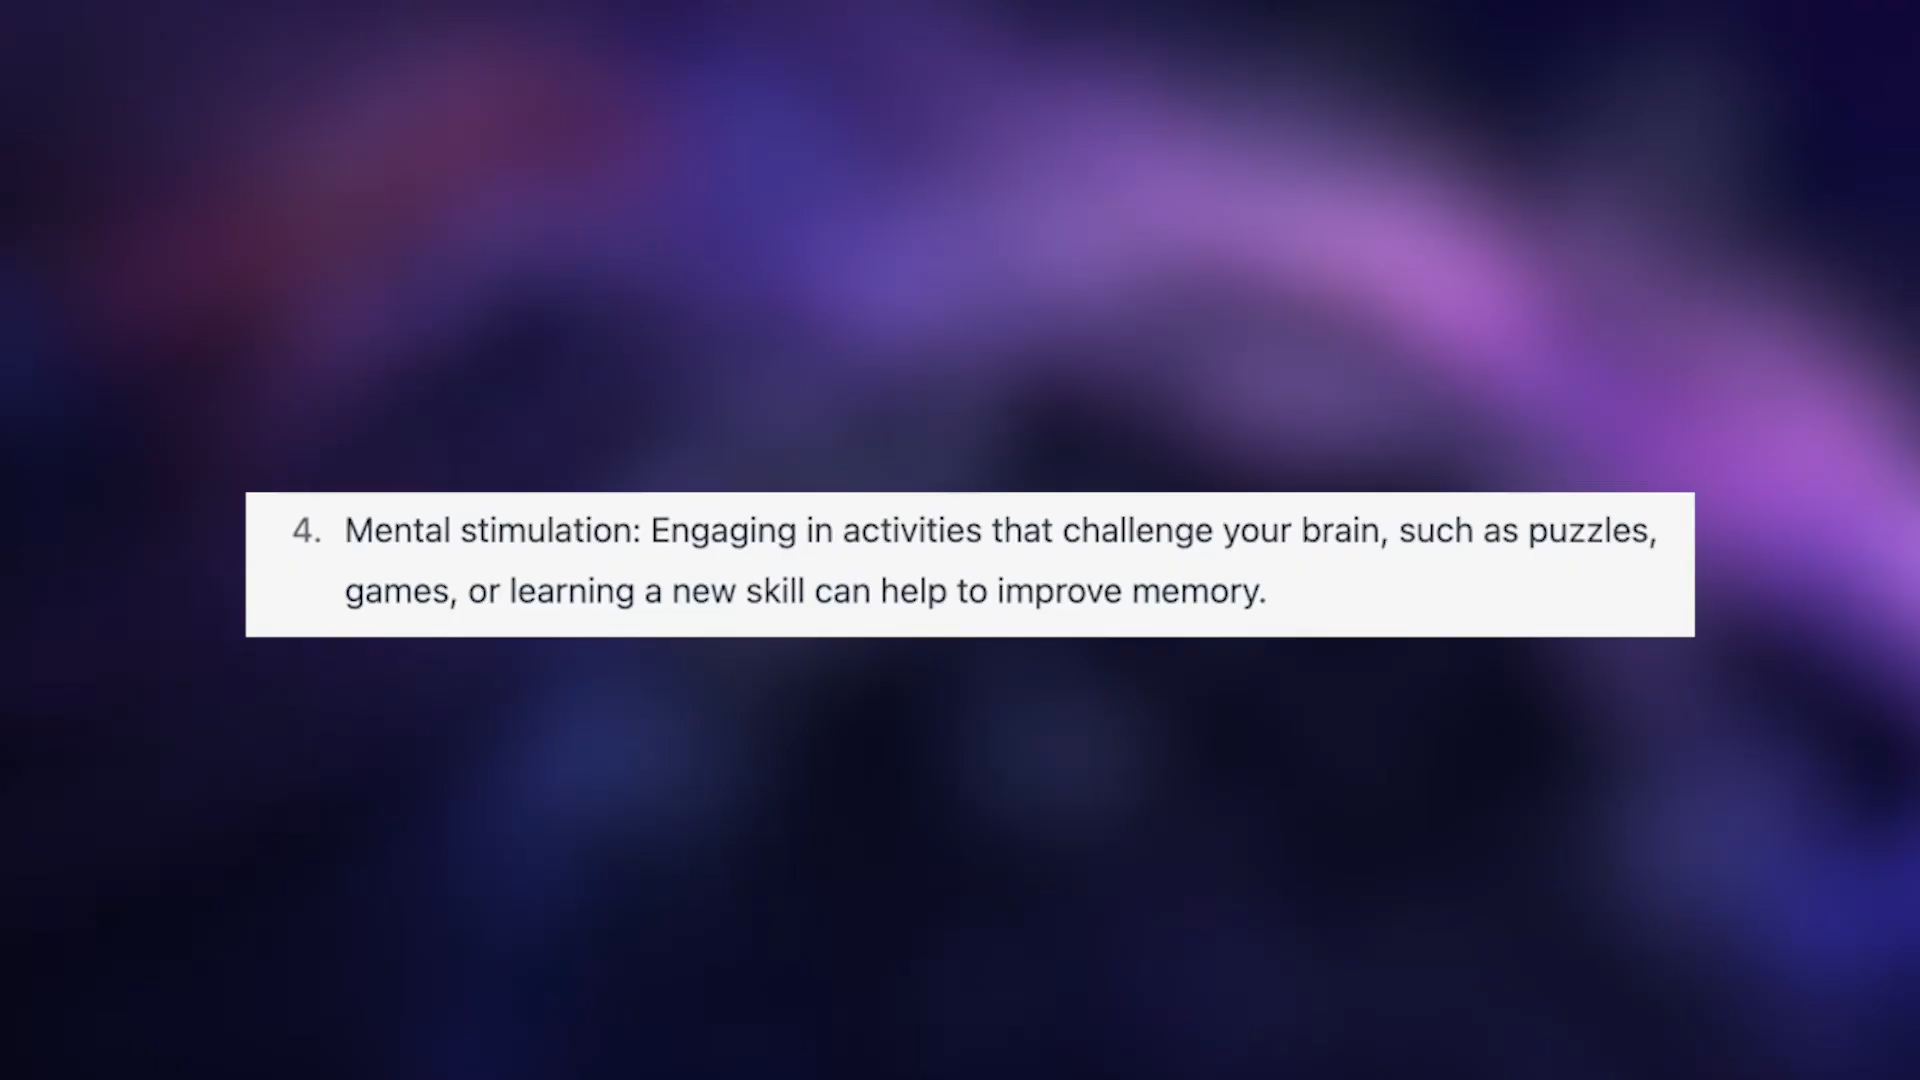 4. Mental stimulation: Engaging in activities that challenge your brain, such as puzzles,
games, or learning a new skill can help to improve memory.